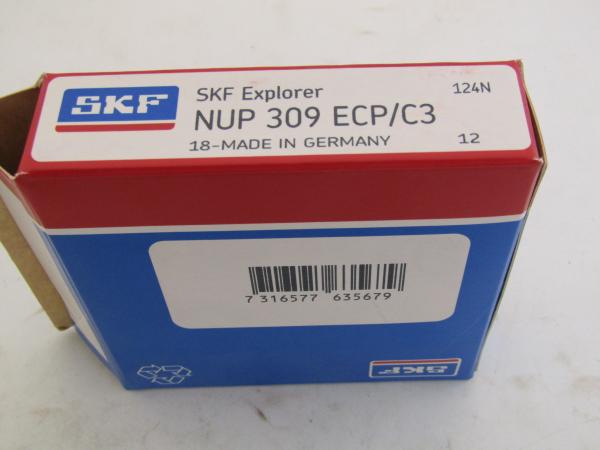 SKF
SKF Explorer
124N
NUP 309 ECP/C3
18-MADE IN GERMANY
12
7 316577 635679
SKF